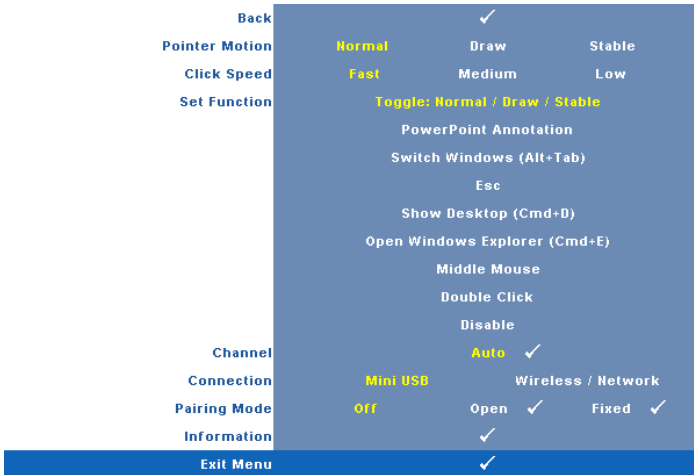 Back ✓
Pointer Motion Normal Draw Stable
Click Speed Fast Medium Low
Set Function Toggle: Normal / Draw / Stable
PowerPoint Annotation
Switch Windows (Alt+Tab)
Esc
Show Desktop (Cmd+D)
Open Windows Explorer (Cmd+E)
Middle Mouse
Double Click
Disable
Channel Auto ✓
Connection Mini USB Wireless / Network
Pairing Mode Off Open ✓ Fixed ✓
Information ✓
Exit Menu ✓